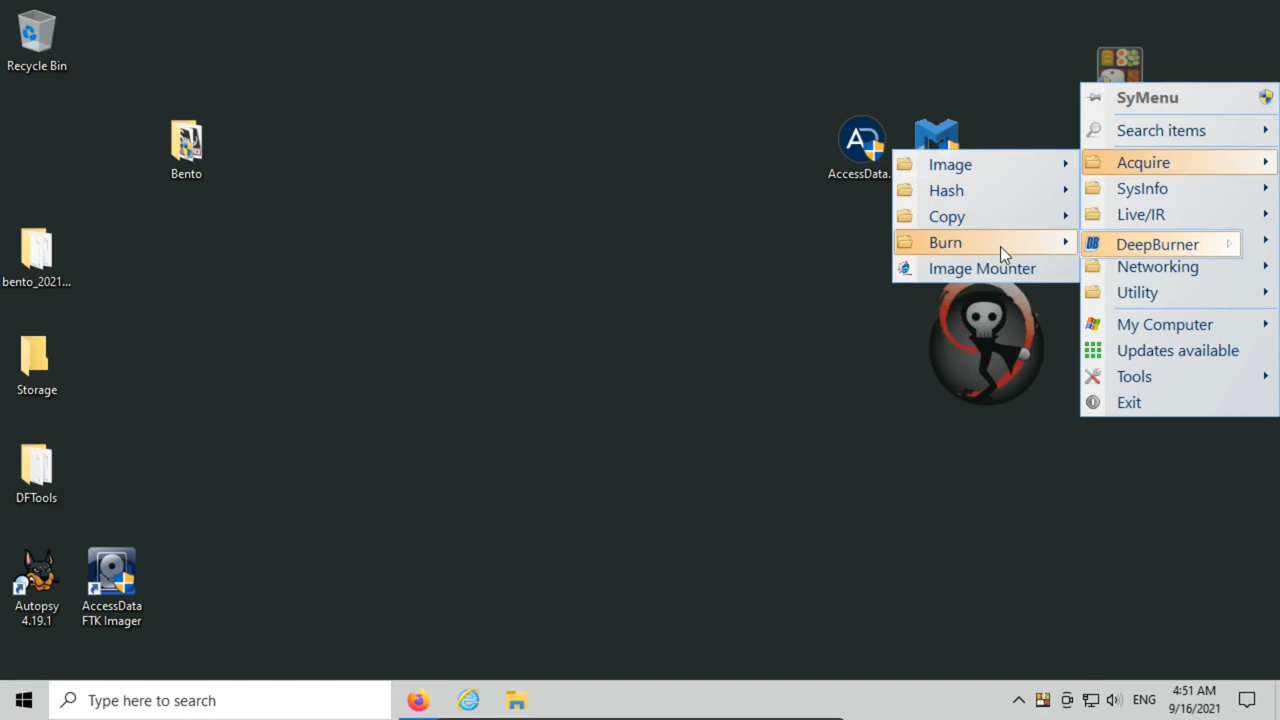 Recycle Bin
Bento
bento_2021...
Storage
DFTools
Autopsy
4.19.1
AccessData
FTK Imager
AccessData.
SyMenu
Search items
Acquire
SysInfo
Live/IR
DeepBurner
Networking
Utility
My Computer
Updates available
Tools
Exit
Image
Hash
Copy
Burn
Image Mounter
Type here to search
ENG
4:51 AM
9/16/2021